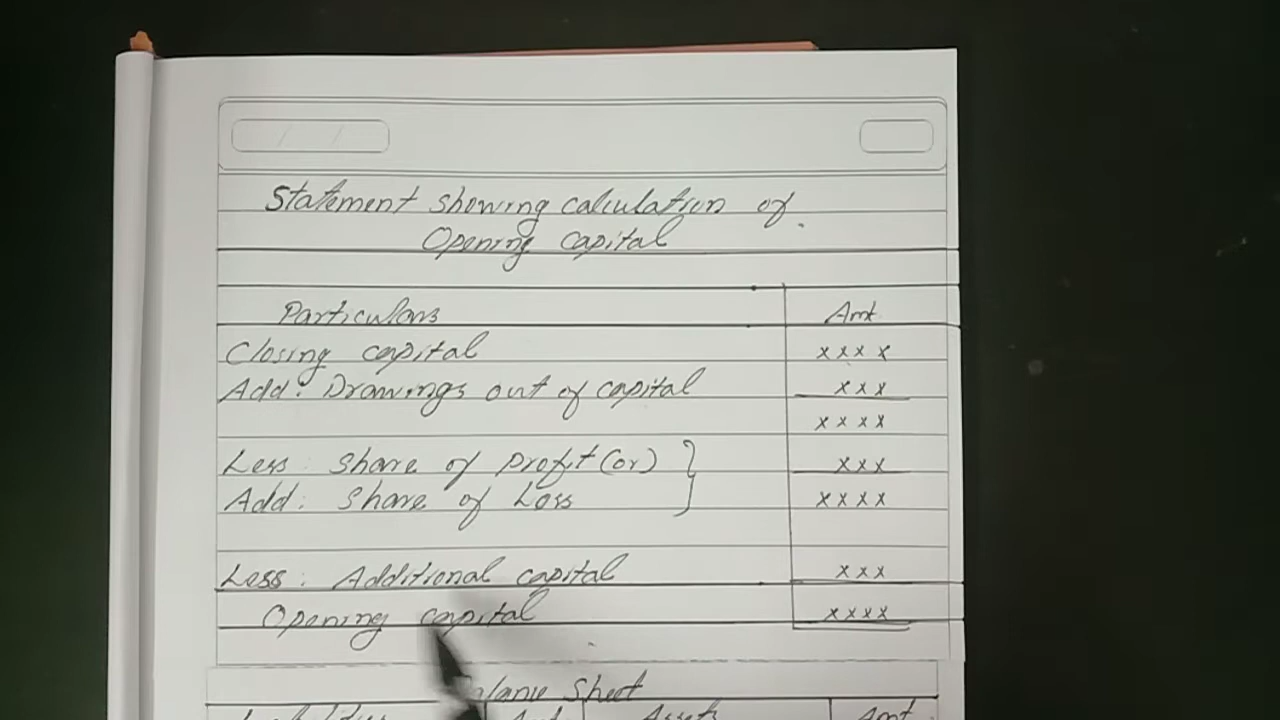 Statement showing calculation of
Opening capital
Particulars Amt
Closing capital xxxx
Add: Drawings out of capital xxx
xxxx
Less: Share of Profit (or) xxx
Add: Share of Loss xxxx
Less: Additional capital xxx
Opening capital xxxx
Sheet
Assets Amt